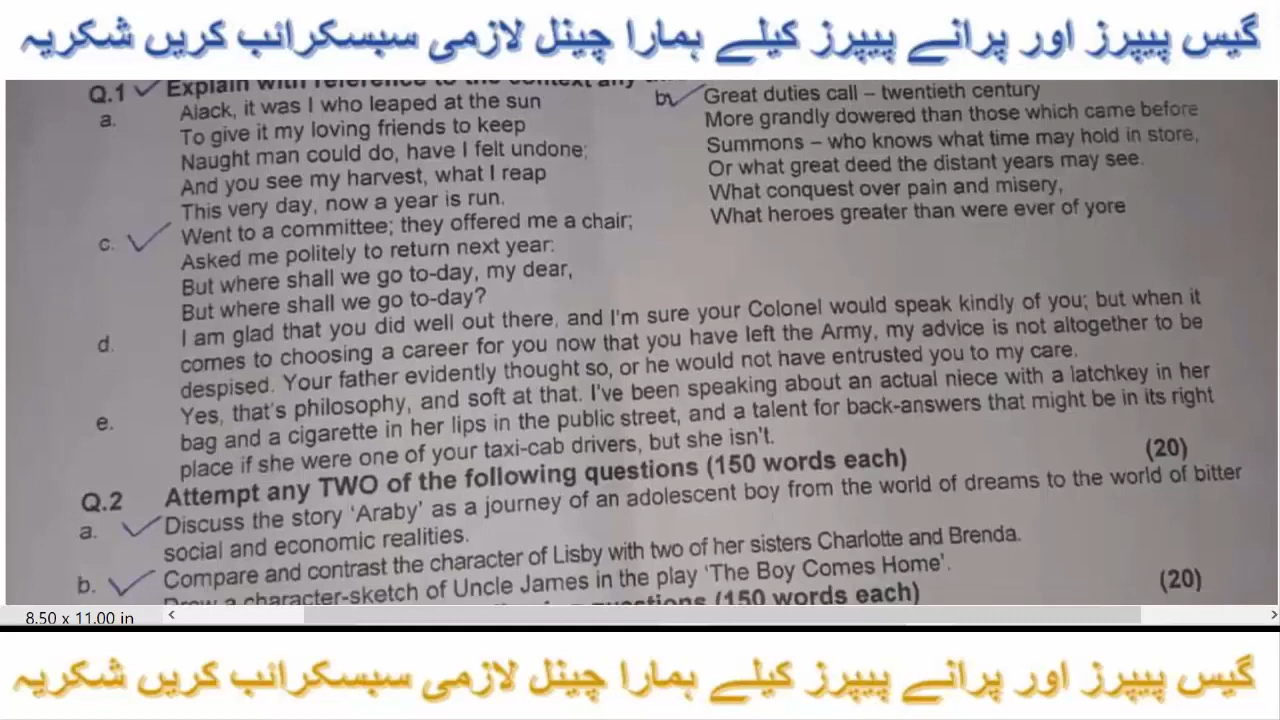 گیس پیپرز اور پرانے پیپرز کیلے ہمارا چینل لازمی سبسکرائب کریں شکریہ
Q.1 Explain with reference to the context any
a. Alack, it was I who leaped at the sun
To give it my loving friends to keep
Naught man could do, have I felt undone;
And you see my harvest, what I reap
This very day, now a year is run.
b. Great duties call – twentieth century
More grandly dowered than those which came before
Summons – who knows what time may hold in store,
Or what great deed the distant years may see.
What conquest over pain and misery,
What heroes greater than were ever of yore
c. Went to a committee; they offered me a chair;
Asked me politely to return next year:
But where shall we go to-day, my dear,
But where shall we go to-day?
d. I am glad that you did well out there, and I'm sure your Colonel would speak kindly of you; but when it
comes to choosing a career for you now that you have left the Army, my advice is not altogether to be
despised. Your father evidently thought so, or he would not have entrusted you to my care.
e. Yes, that's philosophy, and soft at that. I've been speaking about an actual niece with a latchkey in her
bag and a cigarette in her lips in the public street, and a talent for back-answers that might be in its right
place if she were one of your taxi-cab drivers, but she isn't.
Q.2 Attempt any TWO of the following questions (150 words each) (20)
a. Discuss the story 'Araby' as a journey of an adolescent boy from the world of dreams to the world of bitter
social and economic realities.
b. Compare and contrast the character of Lisby with two of her sisters Charlotte and Brenda.
Draw a character-sketch of Uncle James in the play 'The Boy Comes Home'.
questions (150 words each) (20)
8.50 x 11.00 in
گیس پیپرز اور پرانے پیپرز کیلے ہمارا چینل لازمی سبسکرائب کریں شکریہ